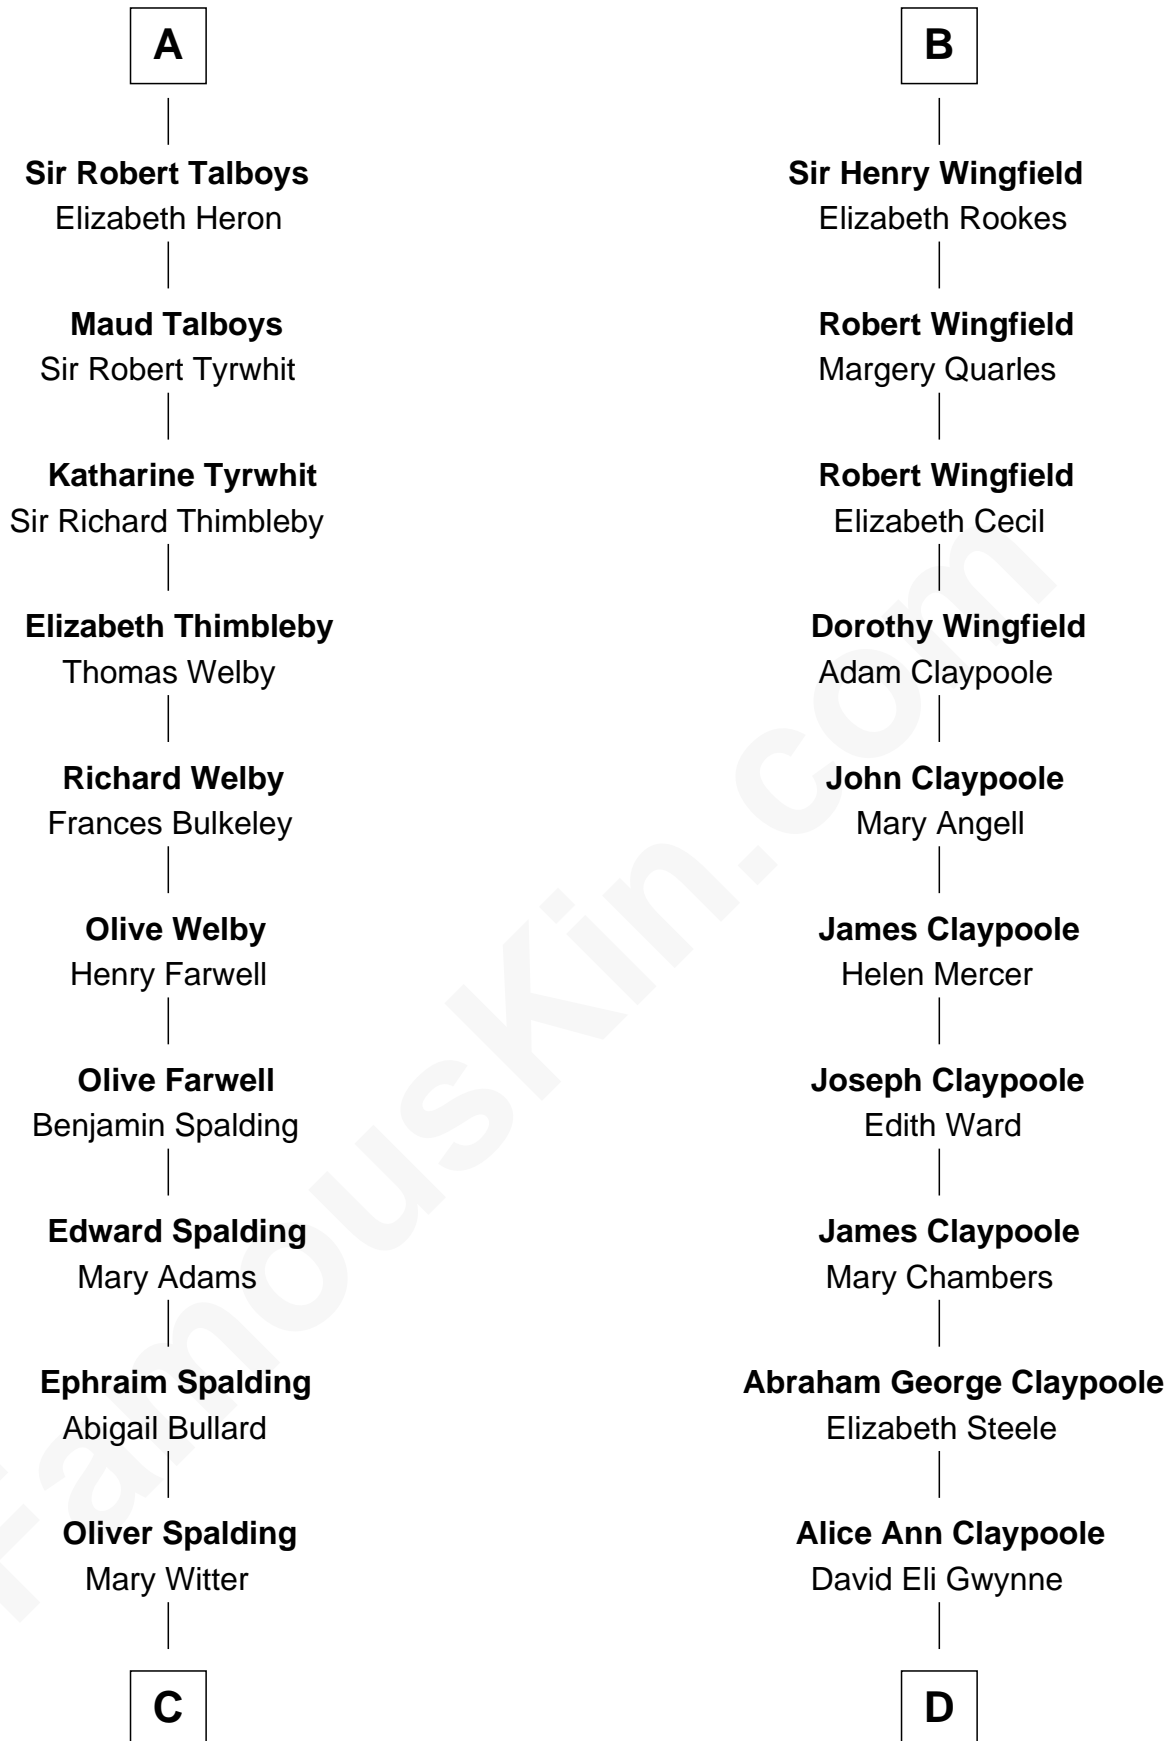 A
Sir Robert Talboys
Elizabeth Heron
Maud Talboys
Sir Robert Tyrwhit
Katharine Tyrwhit
Sir Richard Thimbleby
Elizabeth Thimbleby
Thomas Welby
Richard Welby
Frances Bulkeley
Olive Welby
Henry Farwell
Olive Farwell
Benjamin Spalding
Edward Spalding
Mary Adams
Ephraim Spalding
Abigail Bullard
Oliver Spalding
Mary Witter
C
B
Sir Henry Wingfield
Elizabeth Rookes
Robert Wingfield
Margery Quarles
Robert Wingfield
Elizabeth Cecil
Dorothy Wingfield
Adam Claypoole
John Claypoole
Mary Angell
James Claypoole
Helen Mercer
Joseph Claypoole
Edith Ward
James Claypoole
Mary Chambers
Abraham George Claypoole
Elizabeth Steele
Alice Ann Claypoole
David Eli Gwynne
D
FamousKin.com